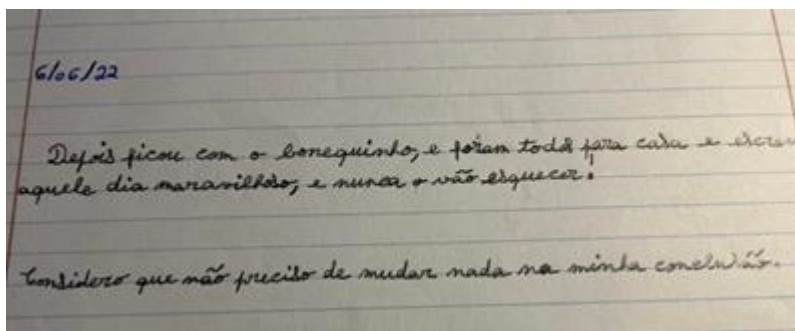 6/06/22
Depois ficou com o bonequinho, e foram todos para casa e
aquele dia maravilhoso, e nunca o vão esquecer!
Considero que não preciso de mudar nada na minha conclusão.